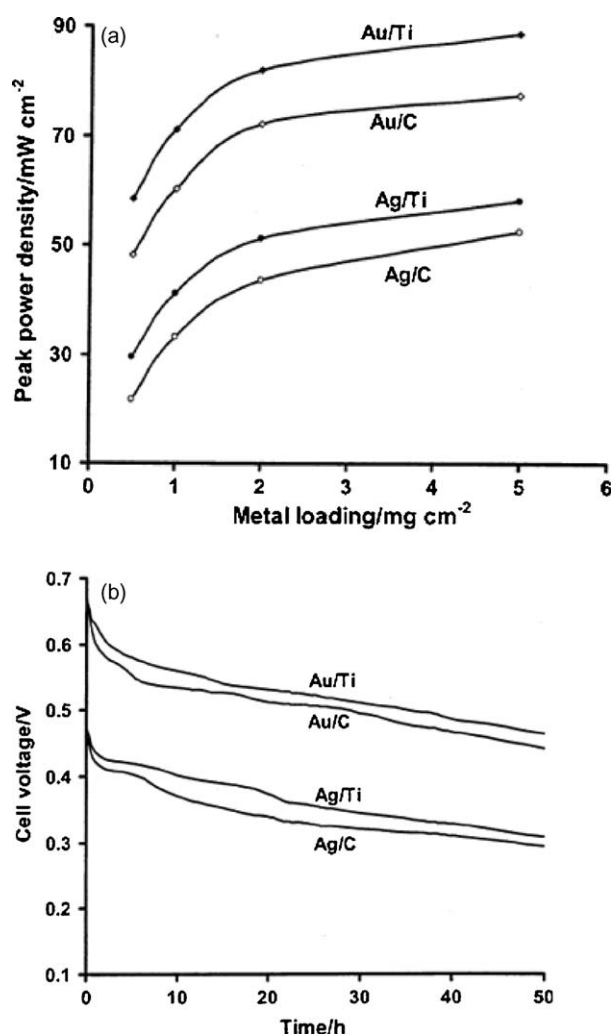 (a)
90
70
50
30
10
Peak power density/mW cm-2
Au/Ti
Au/C
Ag/Ti
Ag/C
0 1 2 3 4 5 6
Metal loading/mg cm-2
(b)
0.7
0.6
0.5
0.4
0.3
0.2
0.1
Cell voltage/V
Au/Ti
Au/C
Ag/Ti
Ag/C
0 10 20 30 40 50
Time/h